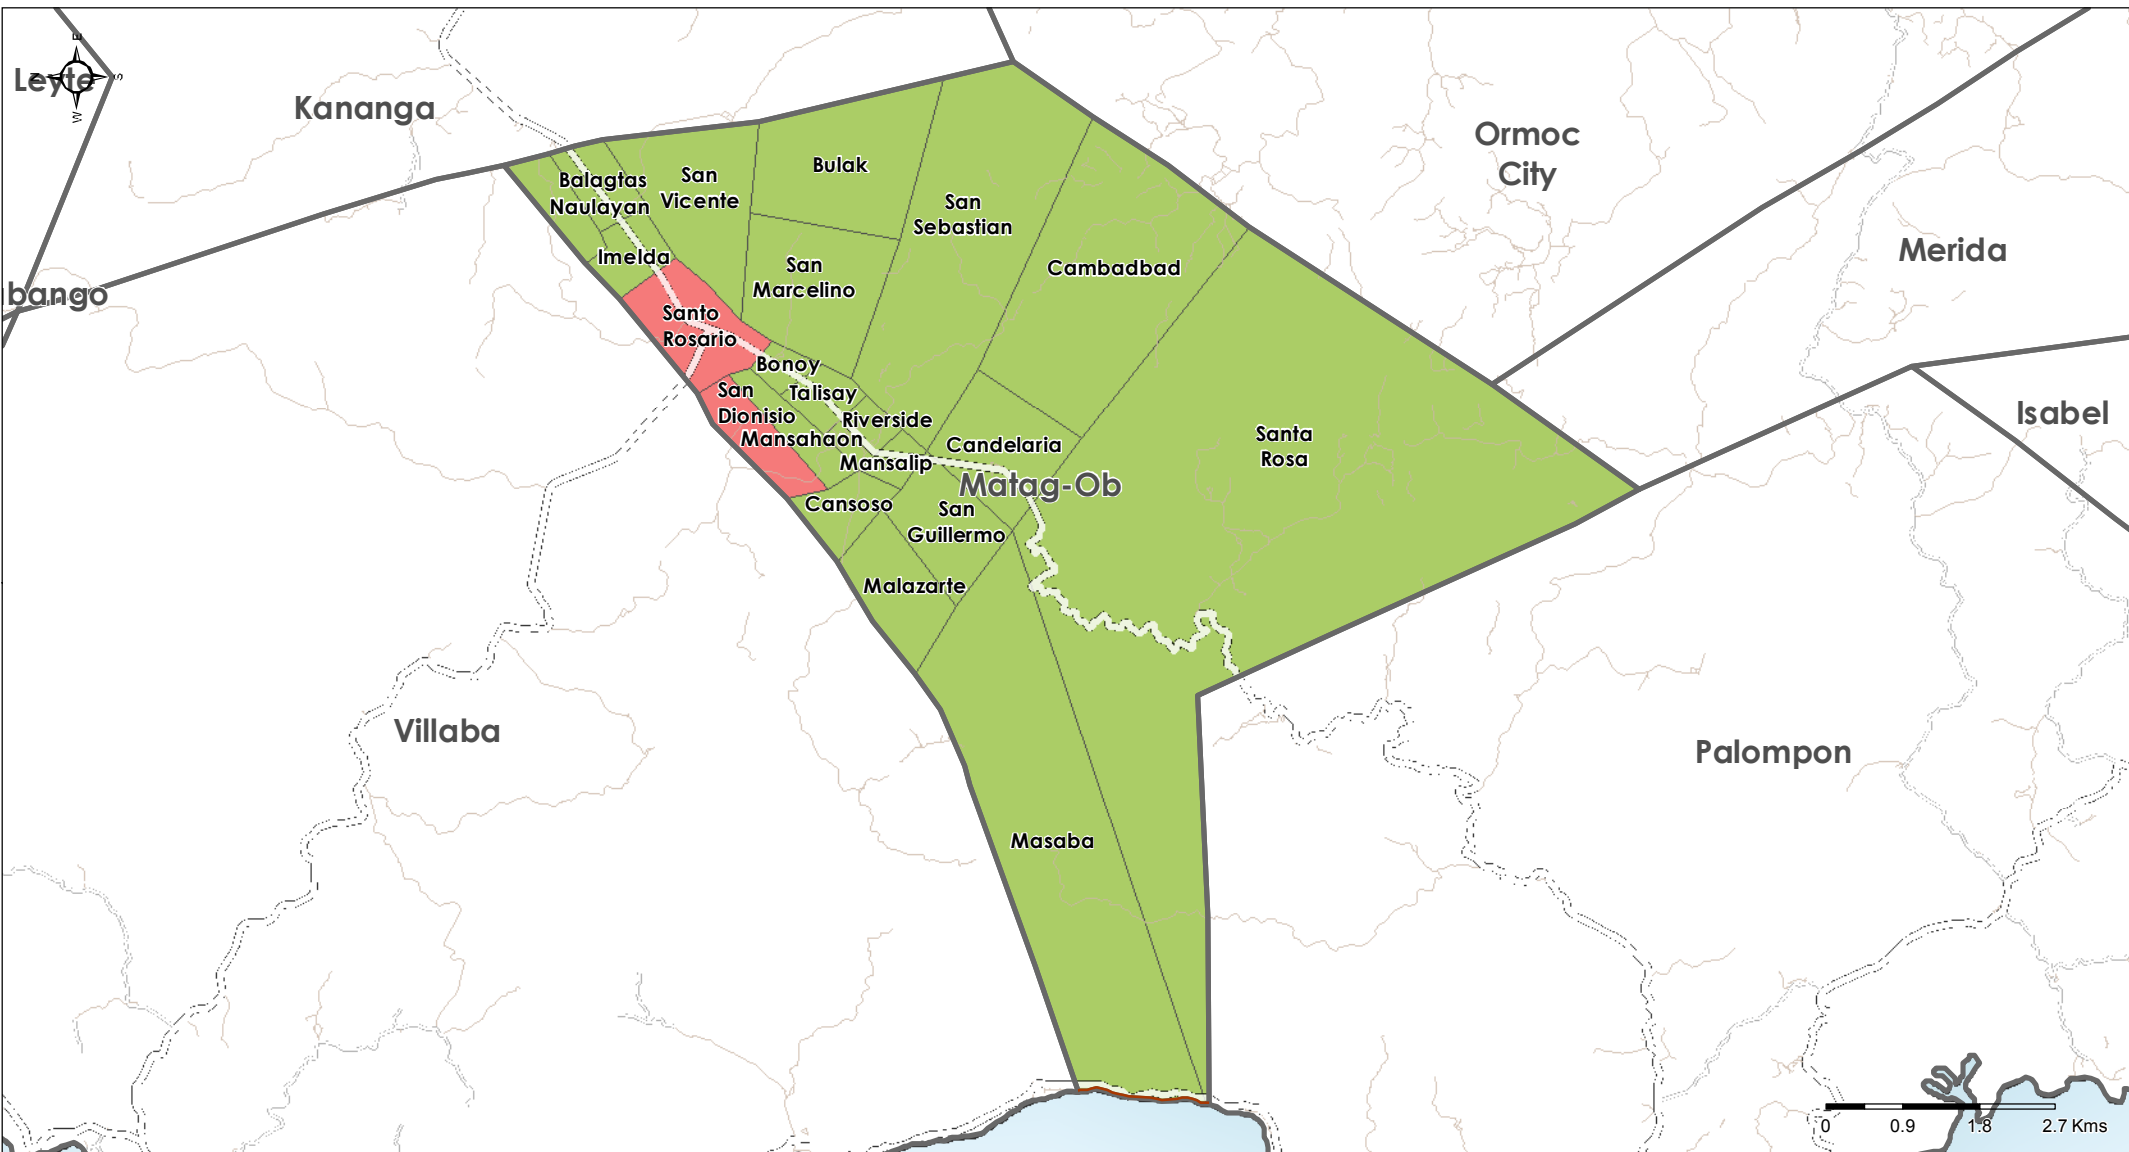 E
N
S
W
Leyte
Kananga
Ormoc
City
Merida
Isabel
bango
Villaba
Palompon
Matag-Ob
Balagtas
Naulayan
San
Vicente
Bulak
San
Sebastian
Imelda
San
Marcelino
Cambadbad
Santo
Rosario
Bonoy
San
Dionisio
Talisay
Riverside
Mansahaon
Mansalip
Candelaria
Santa
Rosa
Cansoso
San
Guillermo
Malazarte
Masaba
0 0.9 1.8 2.7 Kms